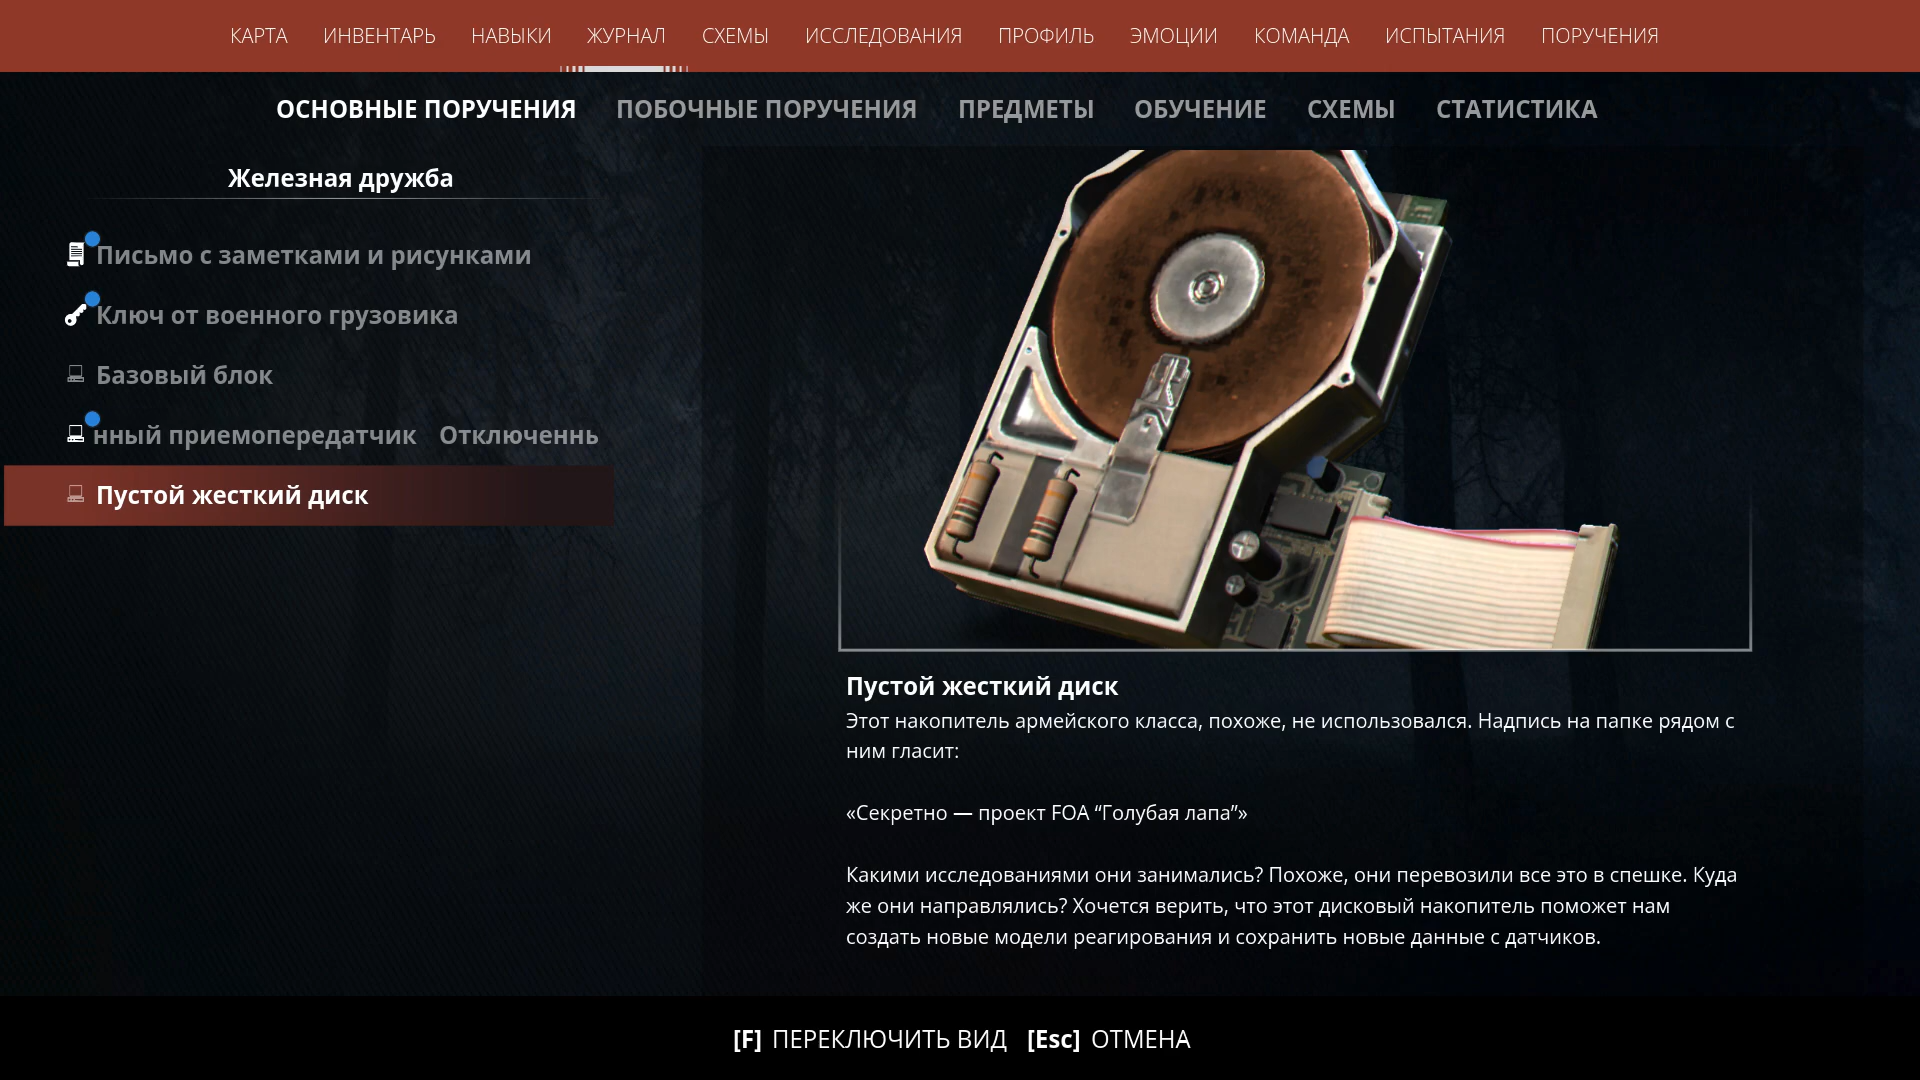 КАРТА ИНВЕНТАРЬ НАВЫКИ ЖУРНАЛ СХЕМЫ ИССЛЕДОВАНИЯ ПРОФИЛЬ ЭМОЦИИ КОМАНДА ИСПЫТАНИЯ ПОРУЧЕНИЯ
ОСНОВНЫЕ ПОРУЧЕНИЯ ПОБОЧНЫЕ ПОРУЧЕНИЯ ПРЕДМЕТЫ ОБУЧЕНИЕ СХЕМЫ СТАТИСТИКА
Железная дружба
Письмо с заметками и рисунками
Ключ от военного грузовика
Базовый блок
нный приемопередатчик Отключеннь
Пустой жесткий диск
Пустой жесткий диск
Этот накопитель армейского класса, похоже, не использовался. Надпись на папке рядом с
ним гласит:
«Секретно — проект FOA “Голубая лапа”»
Какими исследованиями они занимались? Похоже, они перевозили все это в спешке. Куда
же они направлялись? Хочется верить, что этот дисковый накопитель поможет нам
создать новые модели реагирования и сохранить новые данные с датчиков.
[F] ПЕРЕКЛЮЧИТЬ ВИД [Esc] ОТМЕНА